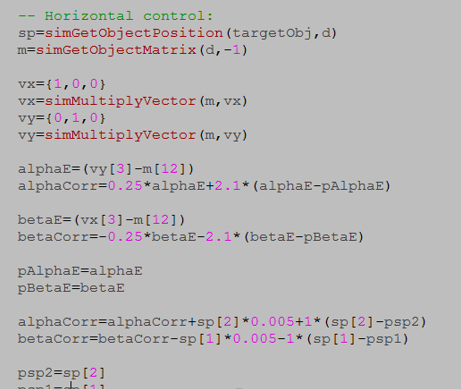 -- Horizontal control:
sp=simGetObjectPosition(targetObj,d)
m=simGetObjectMatrix(d,-1)
vx={1,0,0}
vx=simMultiplyVector(m,vx)
vy={0,1,0}
vy=simMultiplyVector(m,vy)
alphaE=(vy[3]-m[12])
alphaCorr=0.25*alphaE+2.1*(alphaE-pAlphaE)
betaE=(vx[3]-m[12])
betaCorr=-0.25*betaE-2.1*(betaE-pBetaE)
pAlphaE=alphaE
pBetaE=betaE
alphaCorr=alphaCorr+sp[2]*0.005+1*(sp[2]-psp2)
betaCorr=betaCorr-sp[1]*0.005-1*(sp[1]-psp1)
psp2=sp[2]